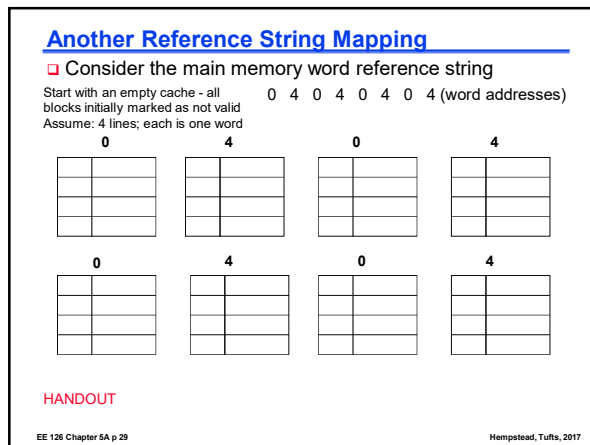 Another Reference String Mapping
Consider the main memory word reference string
Start with an empty cache - all
blocks initially marked as not valid
0 4 0 4 0 4 0 4 (word addresses)
Assume: 4 lines; each is one word
0 4 0 4
0 4 0 4
HANDOUT
EE 126 Chapter 5A p 29 Hempstead, Tufts, 2017